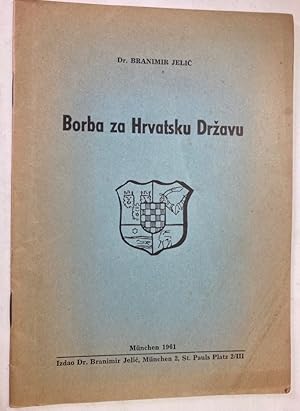 Dr. BRANIMIR JELIĆ
Borba za Hrvatsku Državu
München 1961
Izdao Dr. Branimir Jelić, München 2, St. Pauls Platz 2/III